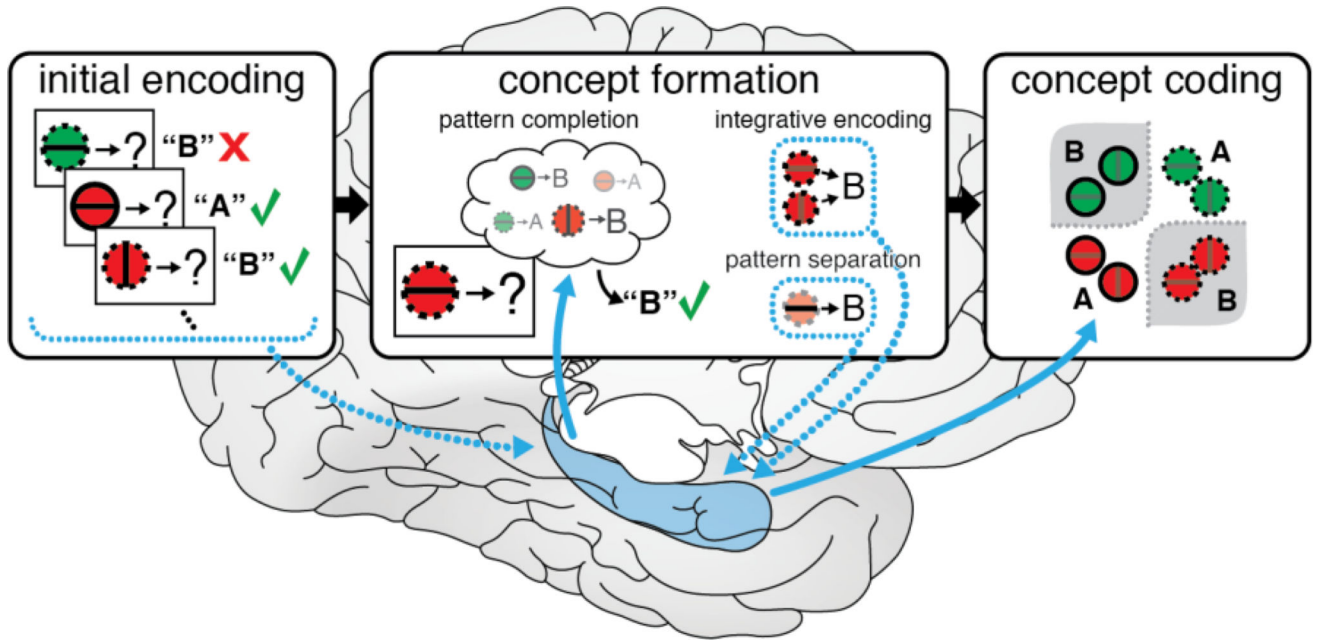 initial encoding
→? "B" X
→? "A" ✓
→? "B" ✓
concept formation
pattern completion
→B →A
→A →B
→?
"B" ✓
integrative encoding
B
pattern separation
→B
concept coding
B A
A B